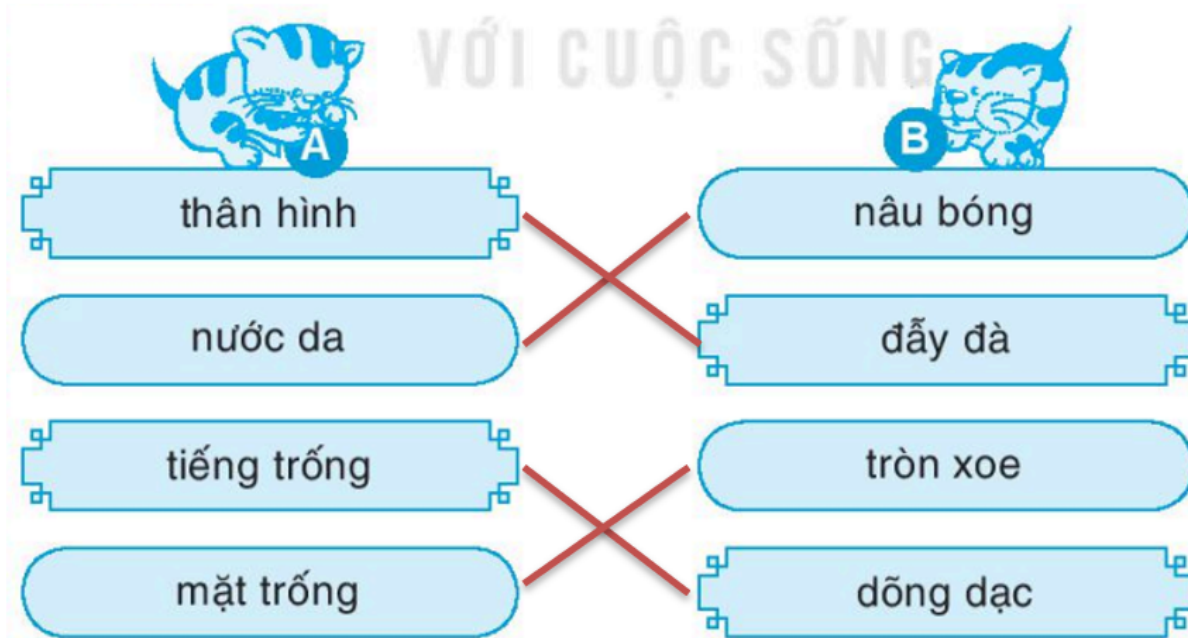 VỚI CUỘC SỐNG
A
B
thân hình
nâu bóng
nước da
đẫy đà
tiếng trống
tròn xoe
mặt trống
dõng dạc